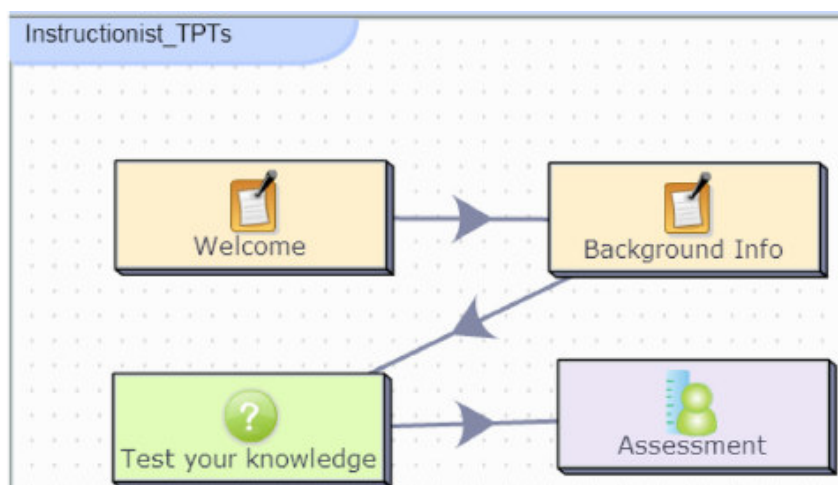 Instructionist_TPTs
Welcome
Background Info
?
Test your knowledge
Assessment